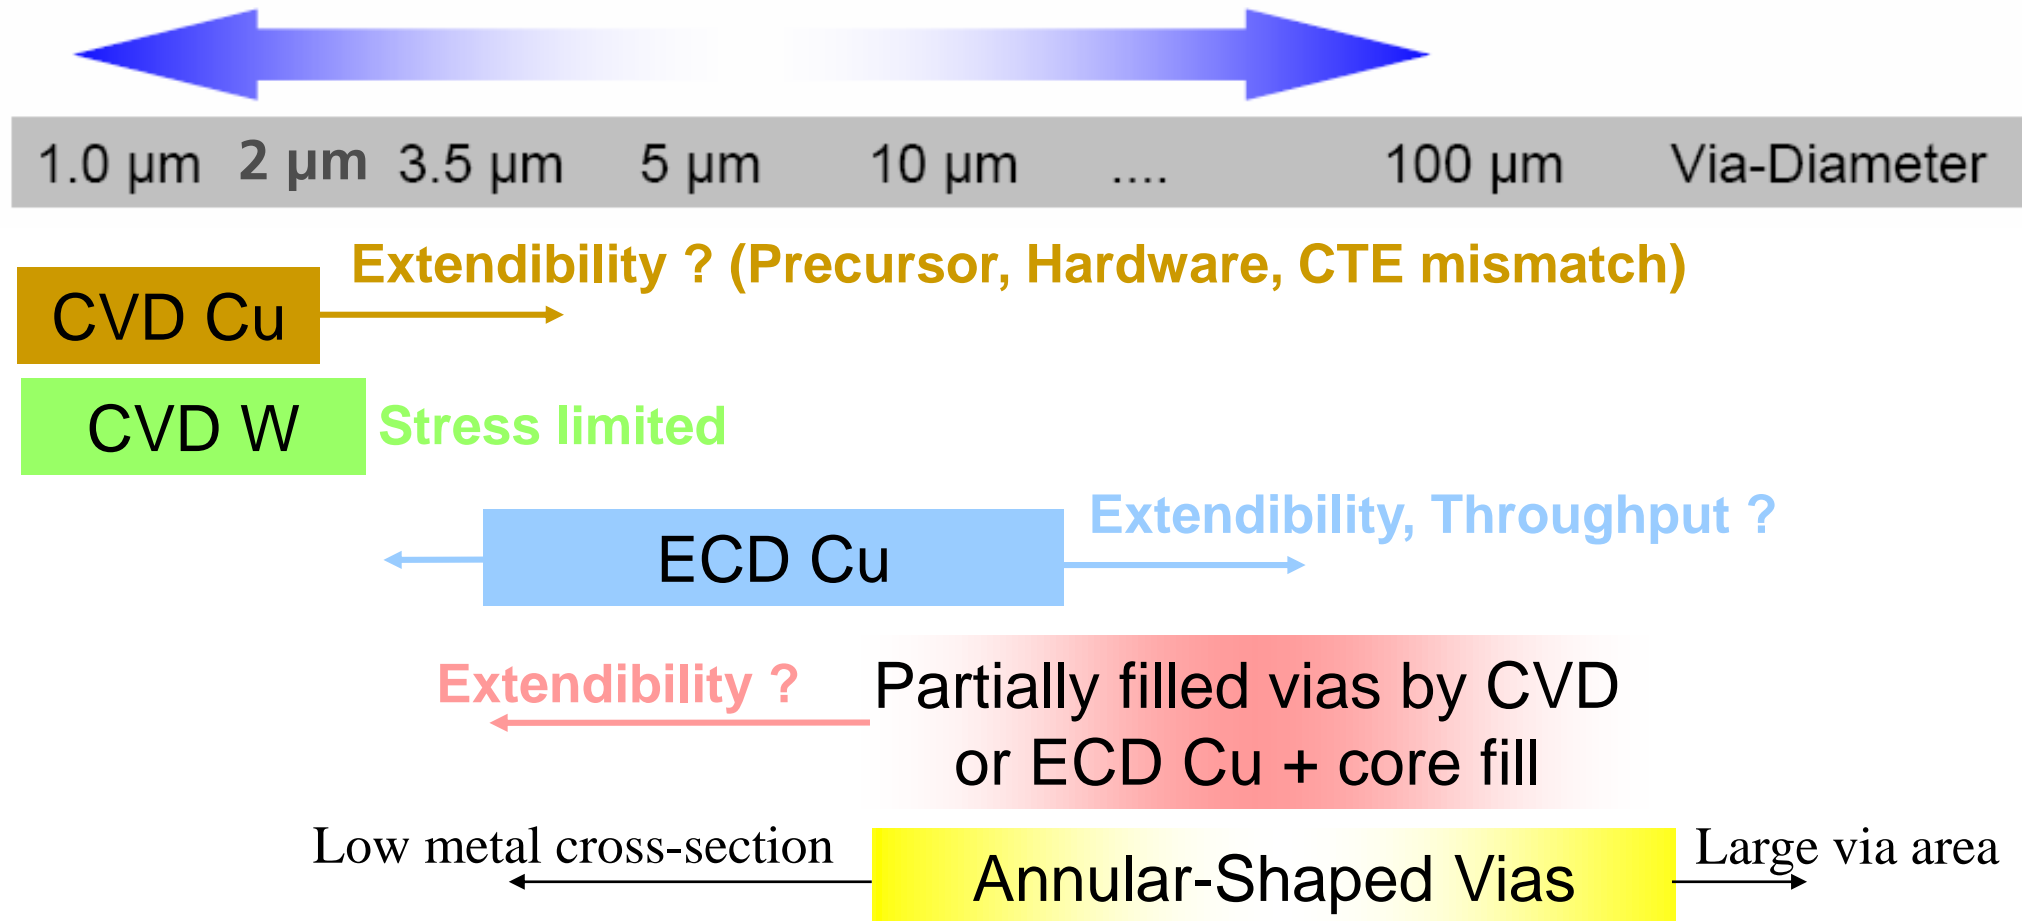 1.0 µm 2 µm 3.5 µm 5 µm 10 µm .... 100 µm Via-Diameter
Extendibility ? (Precursor, Hardware, CTE mismatch)
CVD Cu
CVD W
Stress limited
Extendibility, Throughput ?
ECD Cu
Extendibility ?
Partially filled vias by CVD
or ECD Cu + core fill
Low metal cross-section
Annular-Shaped Vias
Large via area